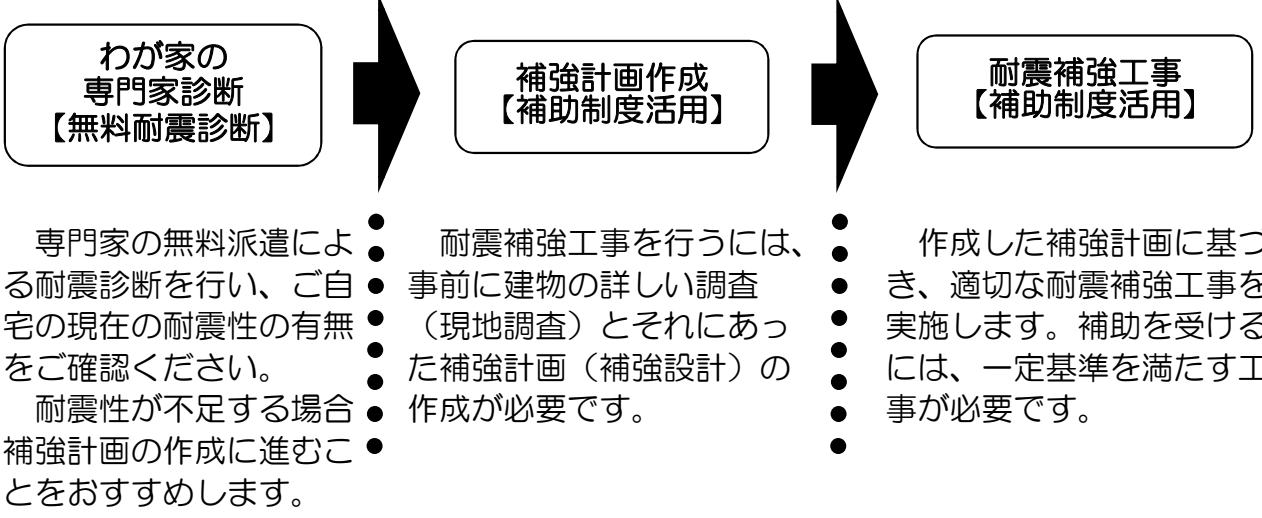 わが家の
専門家診断
【無料耐震診断】
補強計画作成
【補助制度活用】
耐震補強工事
【補助制度活用】
専門家の無料派遣によ
る耐震診断を行い、ご自
宅の現在の耐震性の有無
をご確認ください。
耐震性が不足する場合
補強計画の作成に進むこ
とをおすすめします。
耐震補強工事を行うには、
事前に建物の詳しい調査
（現地調査）とそれにあっ
た補強計画（補強設計）の
作成が必要です。
作成した補強計画に基づ
き、適切な耐震補強工事を
実施します。補助を受ける
には、一定基準を満たす工
事が必要です。